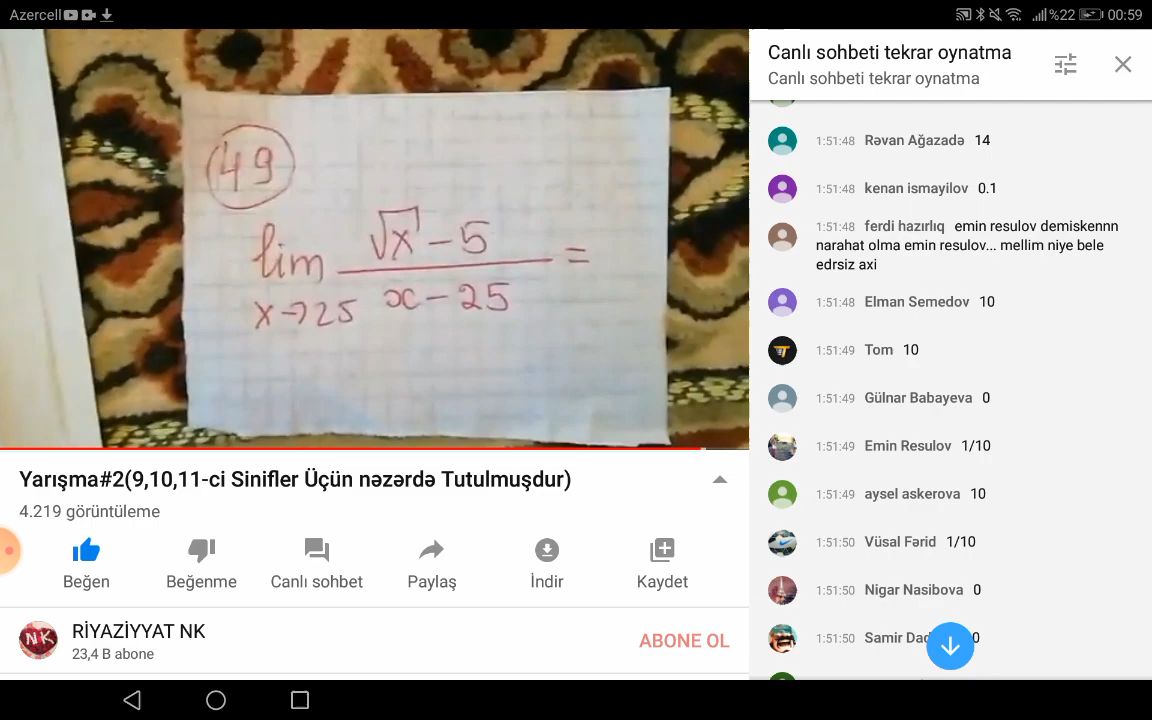 Azercell %22 00:59
49
lim √x - 5 =
x→25 x - 25
Yarışma#2(9,10,11-ci Sinifler Üçün nəzərdə Tutulmuşdur)
4.219 görüntüleme
Beğen Beğenme Canlı sohbet Paylaş İndir Kaydet
NK
RİYAZİYYAT NK
23,4 B abone
ABONE OL
Canlı sohbeti tekrar oynatma
Canlı sohbeti tekrar oynatma
1:51:48 Rəvan Ağazadə 14
1:51:48 kenan ismayilov 0.1
1:51:48 ferdi hazırlıq emin resulov demiskennn
narahat olma emin resulov... mellim niye bele
edrsiz axi
1:51:48 Elman Semedov 10
1:51:49 Tom 10
1:51:49 Gülnar Babayeva 0
1:51:49 Emin Resulov 1/10
1:51:49 aysel askerova 10
1:51:50 Vüsal Fərid 1/10
1:51:50 Nigar Nasibova 0
1:51:50 Samir